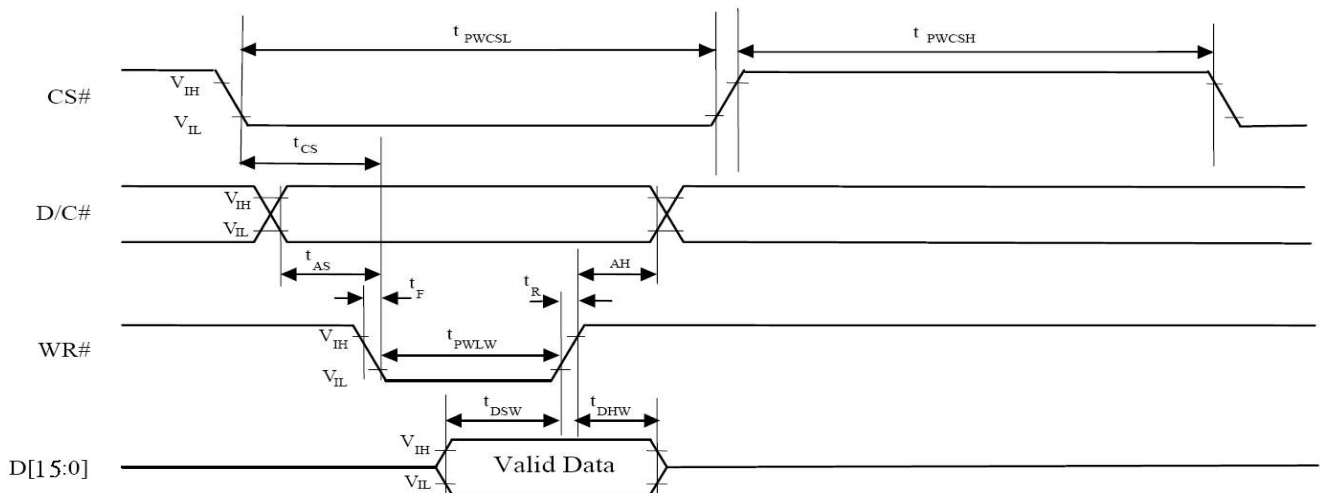 t PWCSL
t PWCSH
CS#
V IH
V IL
t CS
D/C#
V IH
V IL
t AS
AH
t F
t R
WR#
V IH
V IL
t PWLW
t DSW
t DHW
D[15:0]
V IH
V IL
Valid Data